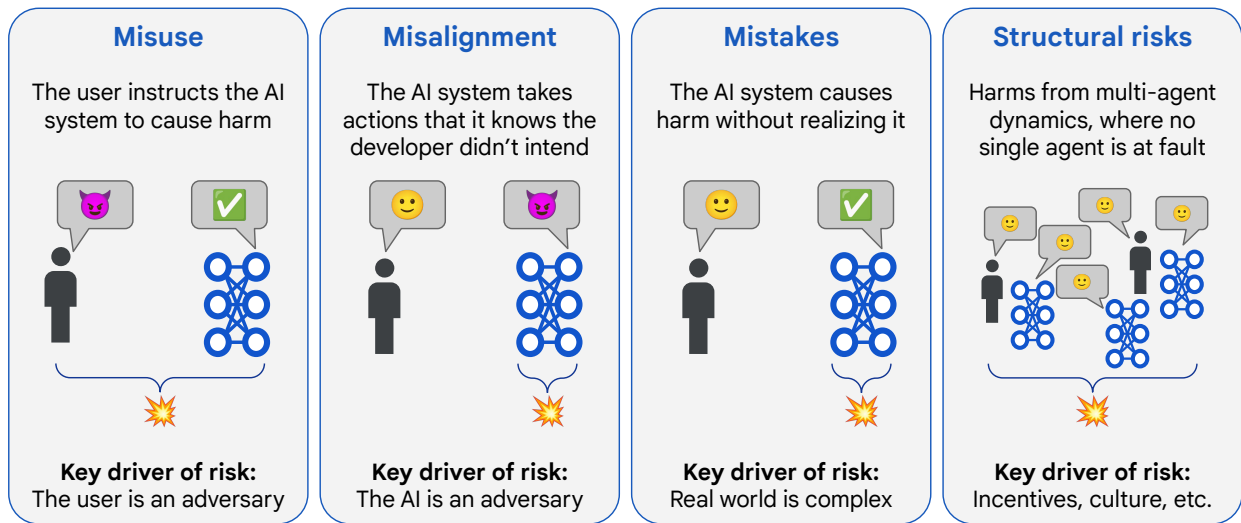 Misuse
The user instructs the AI
system to cause harm
Key driver of risk:
The user is an adversary
Misalignment
The AI system takes
actions that it knows the
developer didn’t intend
Key driver of risk:
The AI is an adversary
Mistakes
The AI system causes
harm without realizing it
Key driver of risk:
Real world is complex
Structural risks
Harms from multi-agent
dynamics, where no
single agent is at fault
Key driver of risk:
Incentives, culture, etc.